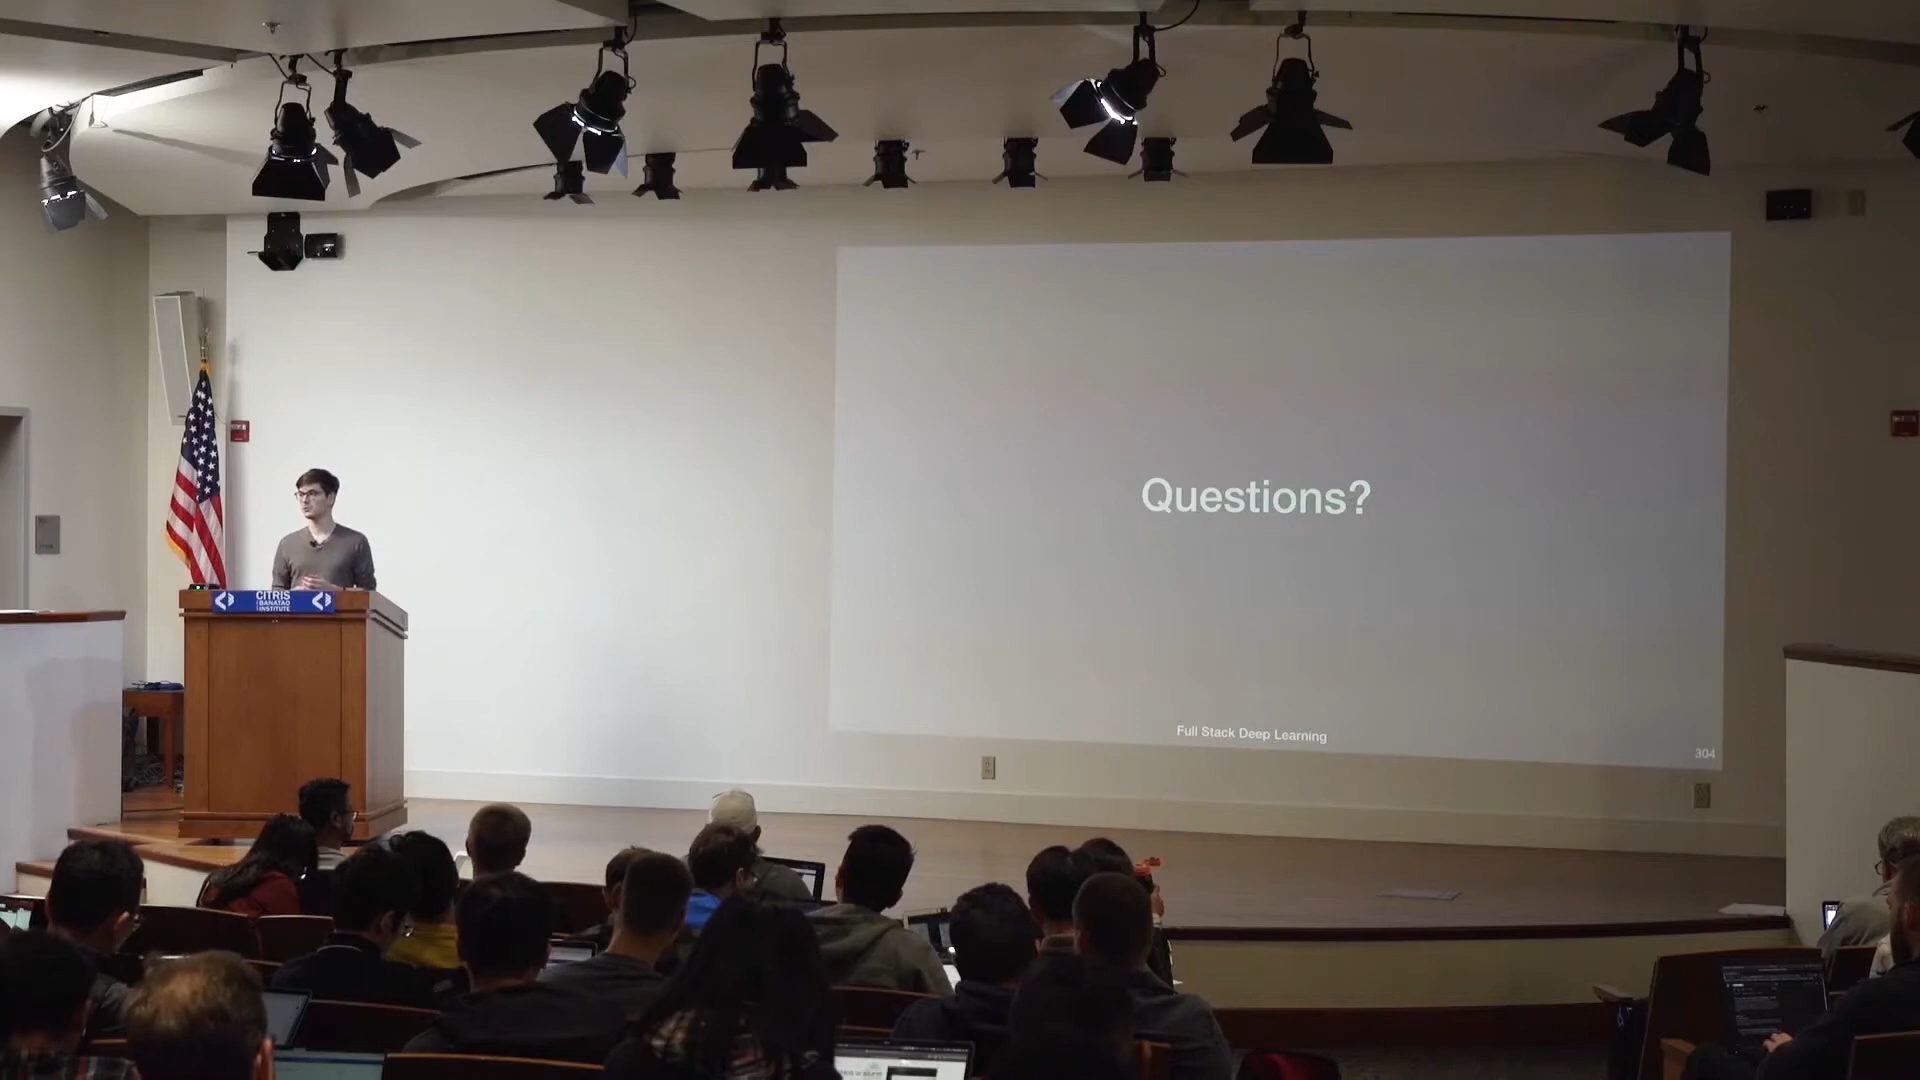 Questions?
Full Stack Deep Learning
304
CITRIS
BANATAO
INSTITUTE